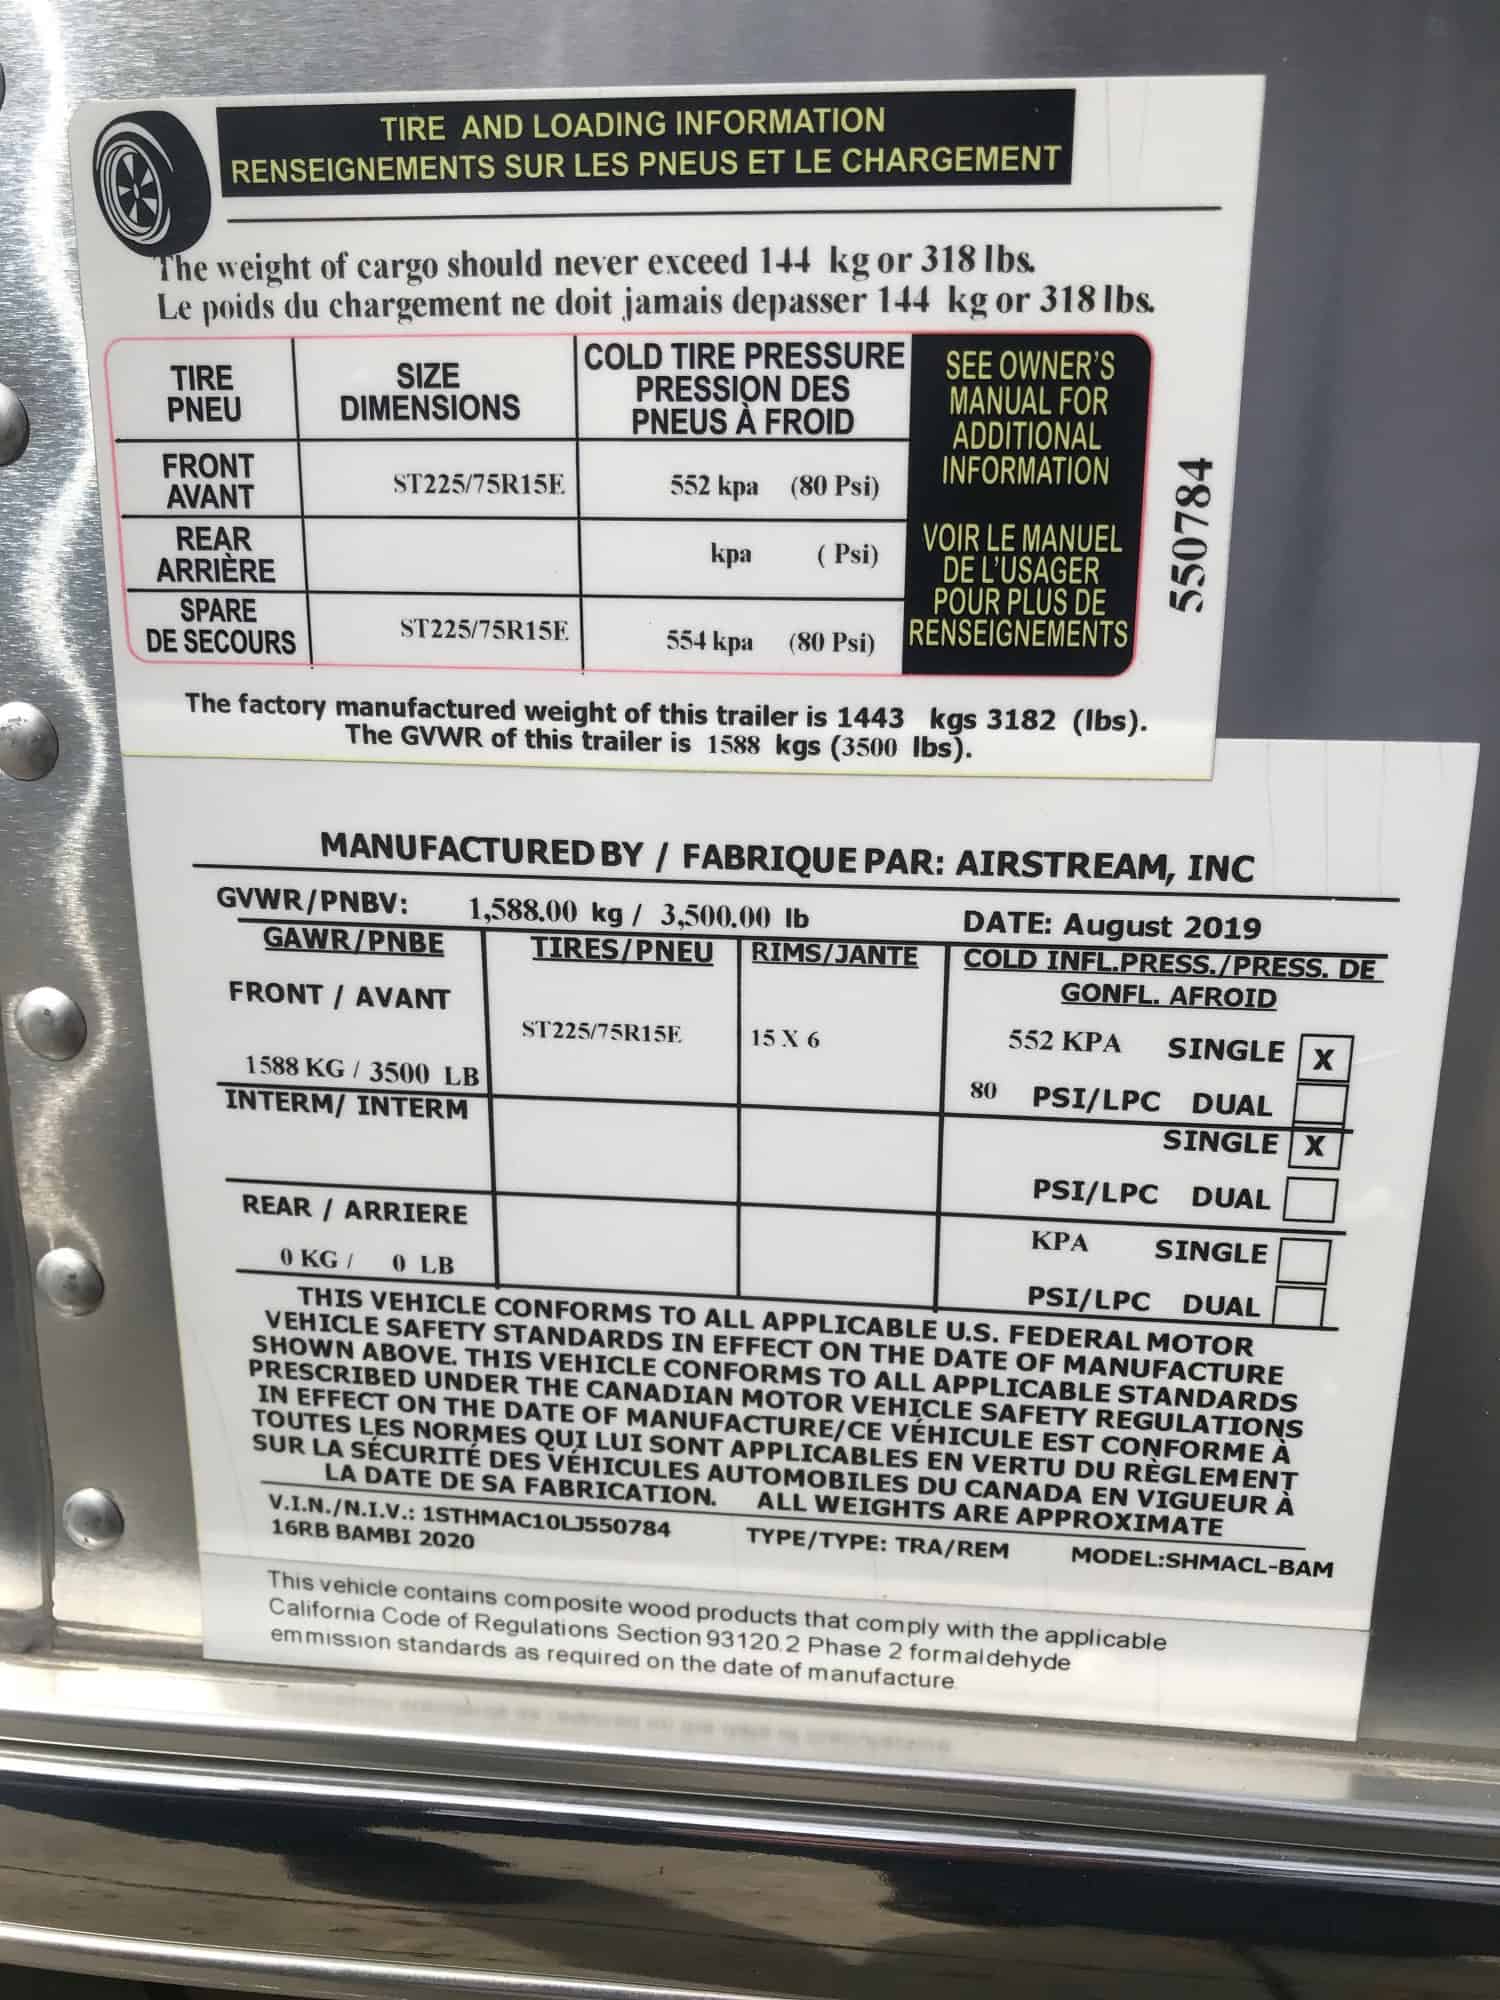 TIRE AND LOADING INFORMATION
RENSEIGNEMENTS SUR LES PNEUS ET LE CHARGEMENT
The weight of cargo should never exceed 144 kg or 318 lbs.
Le poids du chargement ne doit jamais depasser 144 kg or 318 lbs.
TIRE
PNEU
SIZE
DIMENSIONS
COLD TIRE PRESSURE
PRESSION DES
PNEUS À FROID
SEE OWNER'S
MANUAL FOR
ADDITIONAL
INFORMATION
VOIR LE MANUEL
DE L'USAGER
POUR PLUS DE
RENSEIGNEMENTS
550784
FRONT
AVANT
ST225/75R15E
552 kpa (80 Psi)
REAR
ARRIÈRE
kpa ( Psi)
SPARE
DE SECOURS
ST225/75R15E
554 kpa (80 Psi)
The factory manufactured weight of this trailer is 1443 kgs 3182 (lbs).
The GVWR of this trailer is 1588 kgs (3500 lbs).
MANUFACTURED BY / FABRIQUE PAR: AIRSTREAM, INC
GVWR/PNBV: 1,588.00 kg / 3,500.00 lb DATE: August 2019
GAWR/PNBE TIRES/PNEU RIMS/JANTE COLD INFL.PRESS./PRESS. DE
GONFL. AFROID
FRONT / AVANT
ST225/75R15E 15 X 6 552 KPA SINGLE X
1588 KG / 3500 LB 80 PSI/LPC DUAL
INTERM/ INTERM SINGLE X
PSI/LPC DUAL
REAR / ARRIERE KPA SINGLE
0 KG / 0 LB PSI/LPC DUAL
THIS VEHICLE CONFORMS TO ALL APPLICABLE U.S. FEDERAL MOTOR
VEHICLE SAFETY STANDARDS IN EFFECT ON THE DATE OF MANUFACTURE
SHOWN ABOVE. THIS VEHICLE CONFORMS TO ALL APPLICABLE STANDARDS
PRESCRIBED UNDER THE CANADIAN MOTOR VEHICLE SAFETY REGULATIONS
IN EFFECT ON THE DATE OF MANUFACTURE/CE VÉHICULE EST CONFORME À
TOUTES LES NORMES QUI LUI SONT APPLICABLES EN VERTU DU RÈGLEMENT
SUR LA SÉCURITÉ DES VÉHICULES AUTOMOBILES DU CANADA EN VIGUEUR À
LA DATE DE SA FABRICATION. ALL WEIGHTS ARE APPROXIMATE
V.I.N./N.I.V.: 1STHMAC10LJ550784
16RB BAMBI 2020 TYPE/TYPE: TRA/REM MODEL:SHMACL-BAM
This vehicle contains composite wood products that comply with the applicable
California Code of Regulations Section 93120.2 Phase 2 formaldehyde
emmission standards as required on the date of manufacture